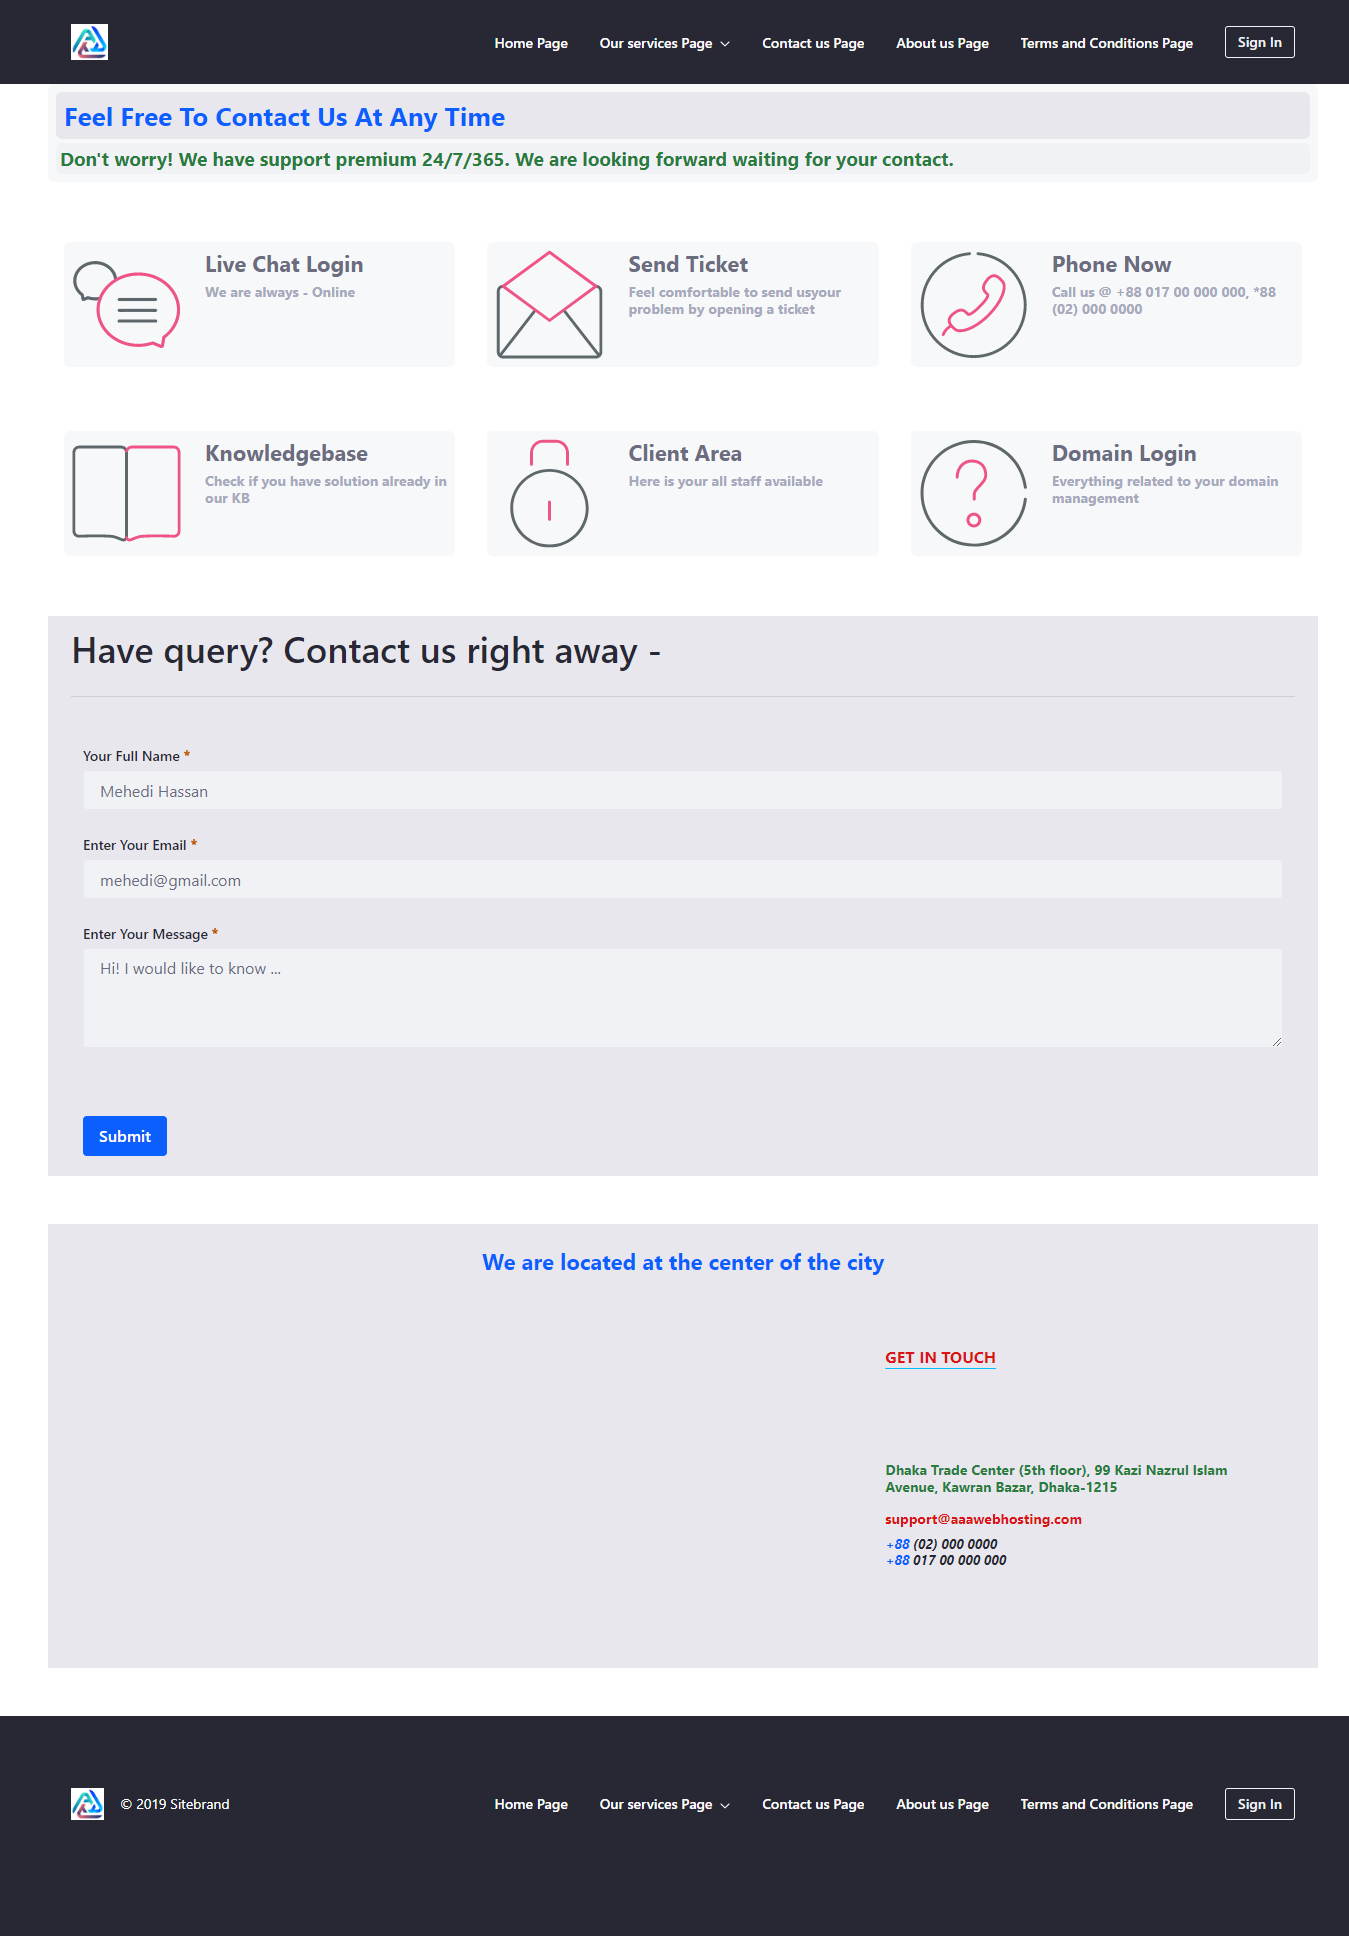 Home Page Our services Page Contact us Page About us Page Terms and Conditions Page Sign In
Feel Free To Contact Us At Any Time
Don't worry! We have support premium 24/7/365. We are looking forward waiting for your contact.
Live Chat Login
We are always - Online
Send Ticket
Feel comfortable to send usyour
problem by opening a ticket
Phone Now
Call us @ +88 017 00 000 000, *88
(02) 000 0000
Knowledgebase
Check if you have solution already in
our KB
Client Area
Here is your all staff available
Domain Login
Everything related to your domain
management
Have query? Contact us right away -
Your Full Name *
Mehedi Hassan
Enter Your Email *
mehedi@gmail.com
Enter Your Message *
Hi! I would like to know ...
Submit
We are located at the center of the city
GET IN TOUCH
Dhaka Trade Center (5th floor), 99 Kazi Nazrul Islam
Avenue, Kawran Bazar, Dhaka-1215
support@aaawebhosting.com
+88 (02) 000 0000
+88 017 00 000 000
© 2019 Sitebrand Home Page Our services Page Contact us Page About us Page Terms and Conditions Page Sign In